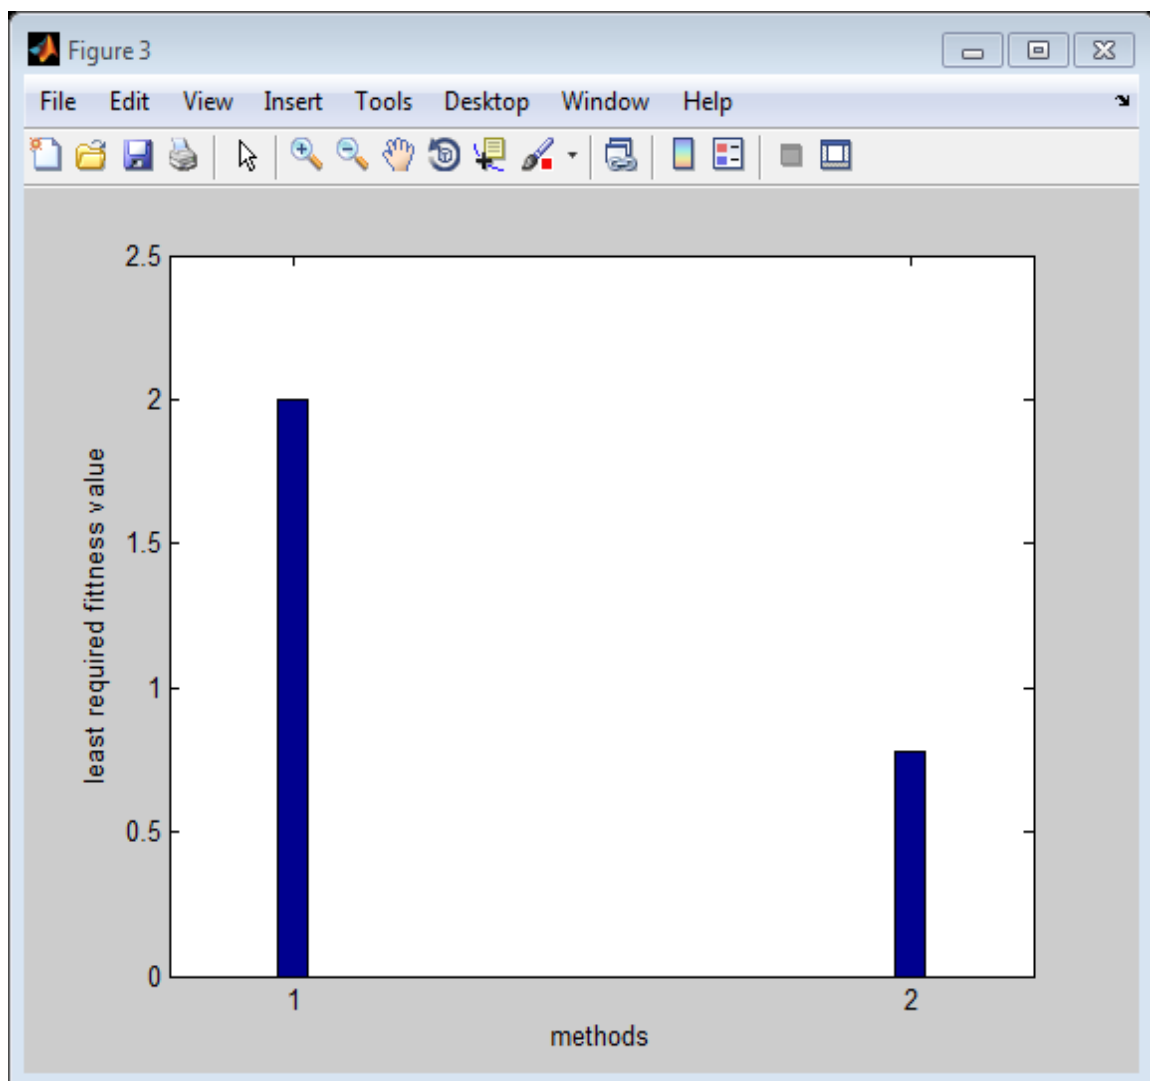 Figure 3
File Edit View Insert Tools Desktop Window Help
2.5
2
1.5
1
0.5
0
least required fittness value
1 2
methods